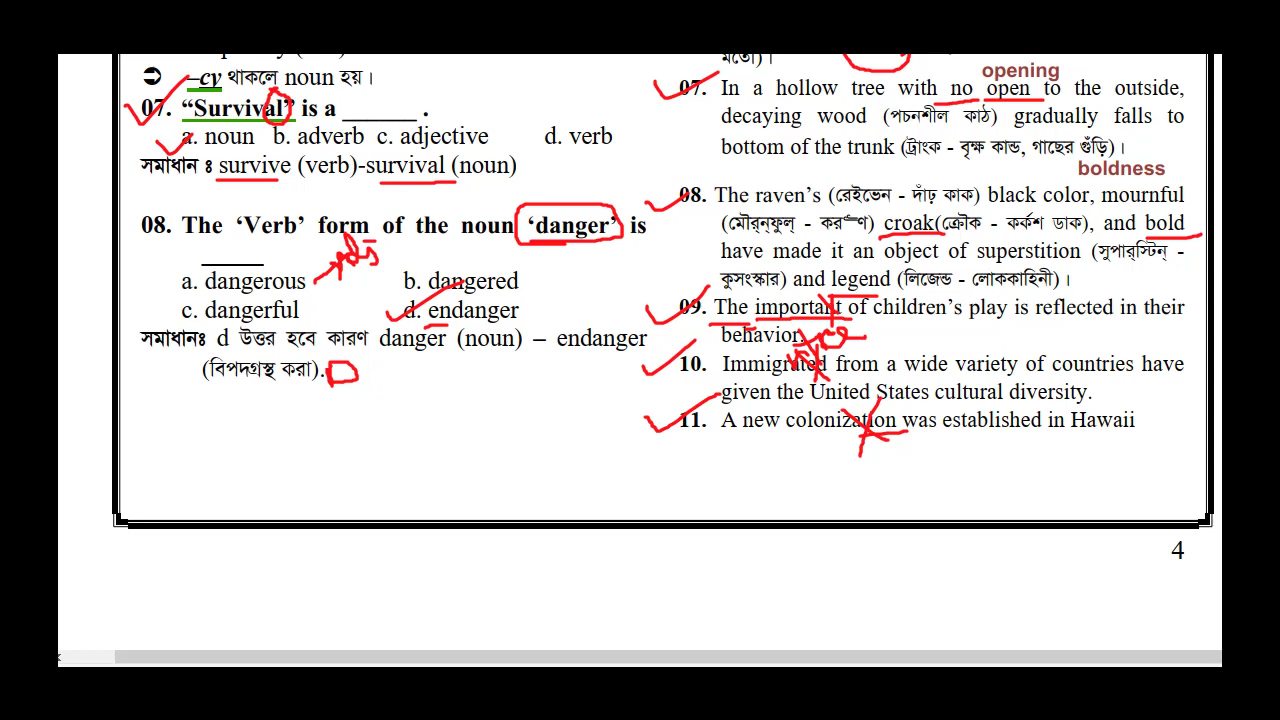 –cy থাকলে noun হয়।
07. “Survival” is a ______ .
a. noun b. adverb c. adjective d. verb
সমাধান ঃ survive (verb)-survival (noun)
08. The ‘Verb’ form of the noun ‘danger’ is
_____
a. dangerous b. dangered
c. dangerful d. endanger
সমাধানঃ d উত্তর হবে কারণ danger (noun) – endanger
(বিপদগ্রস্থ করা).
opening
07. In a hollow tree with no open to the outside,
decaying wood (পচনশীল কাঠ) gradually falls to
bottom of the trunk (ট্রাংক - বৃক্ষ কান্ড, গাছের গুঁড়ি)।
boldness
08. The raven’s (রেইভেন - দাঁড় কাক) black color, mournful
(মৌর্‌নফুল্ - করুণ) croak(ক্রৌক - কর্কশ ডাক), and bold
have made it an object of superstition (সুপার্‌স্টিন্ -
কুসংস্কার) and legend (লিজেন্ড - লোককাহিনী)।
09. The important of children’s play is reflected in their
behavior.
10. Immigrated from a wide variety of countries have
given the United States cultural diversity.
11. A new colonization was established in Hawaii
4